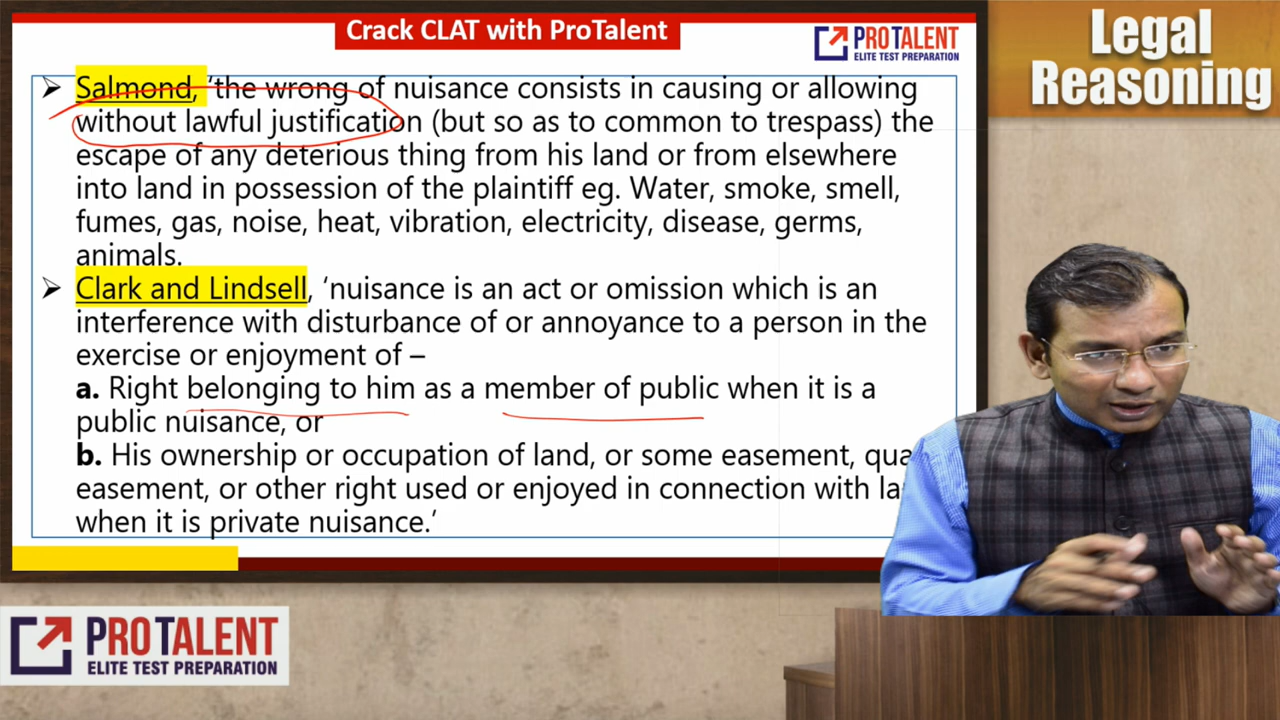 Crack CLAT with ProTalent
PROTALENT
ELITE TEST PREPARATION
Legal
Reasoning
➤ Salmond, ‘the wrong of nuisance consists in causing or allowing
without lawful justification (but so as to common to trespass) the
escape of any deterious thing from his land or from elsewhere
into land in possession of the plaintiff eg. Water, smoke, smell,
fumes, gas, noise, heat, vibration, electricity, disease, germs,
animals.
➤ Clark and Lindsell, ‘nuisance is an act or omission which is an
interference with disturbance of or annoyance to a person in the
exercise or enjoyment of –
a. Right belonging to him as a member of public when it is a
public nuisance, or
b. His ownership or occupation of land, or some easement,
easement, or other right used or enjoyed in connection with
when it is private nuisance.’
PROTALENT
ELITE TEST PREPARATION